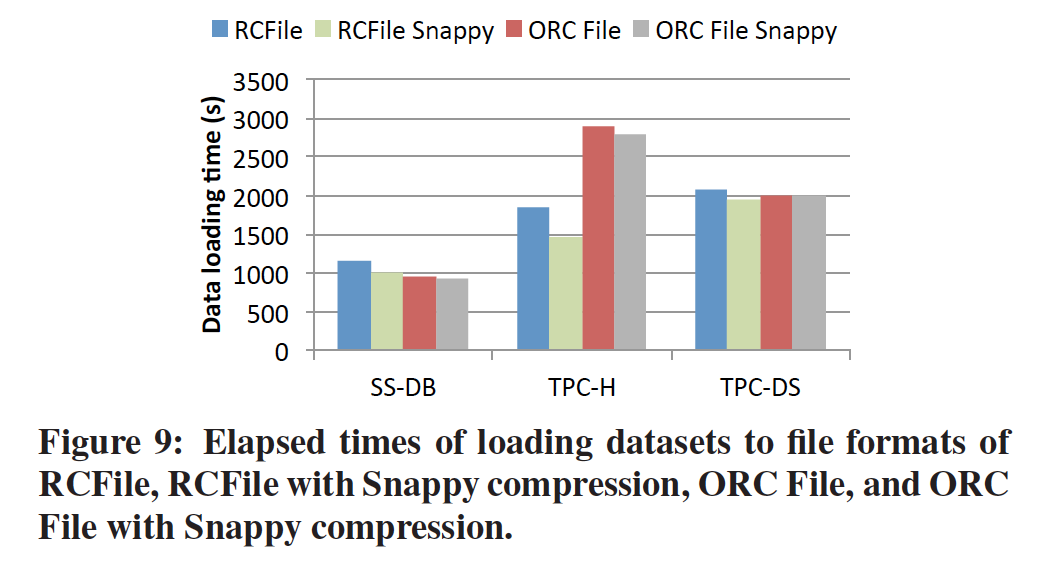 RCFile RCFile Snappy ORC File ORC File Snappy
Data loading time (s)
3500
3000
2500
2000
1500
1000
500
0
SS-DB TPC-H TPC-DS
Figure 9: Elapsed times of loading datasets to file formats of
RCFile, RCFile with Snappy compression, ORC File, and ORC
File with Snappy compression.